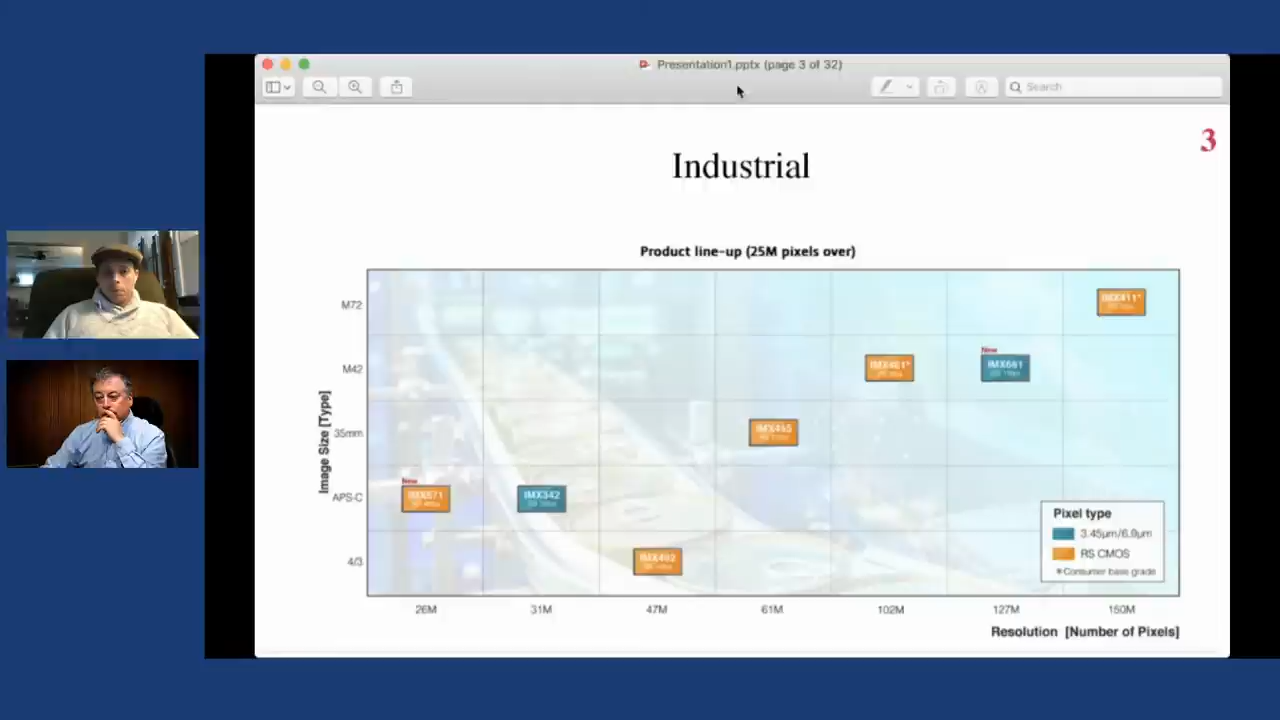 Presentation1.pptx (page 3 of 32)
Search
3
Industrial
Product line-up (25M pixels over)
Image Size [Type]
M72
IMX411*
M42
IMX461*
New
IMX661
35mm
IMX455
APS-C
New
IMX571
IMX342
4/3
IMX492
Pixel type
3.45μm/6.0μm
RS CMOS
*Consumer base grade
26M 31M 47M 61M 102M 127M 150M
Resolution [Number of Pixels]